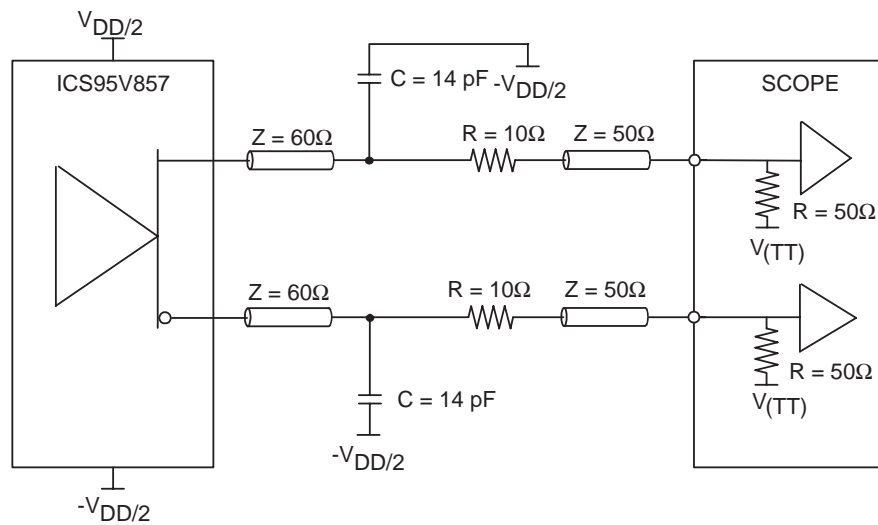 VDD/2
ICS95V857
C = 14 pF
-VDD/2
SCOPE
Z = 60Ω
R = 10Ω
Z = 50Ω
R = 50Ω
V(TT)
Z = 60Ω
R = 10Ω
Z = 50Ω
R = 50Ω
V(TT)
C = 14 pF
-VDD/2
-VDD/2